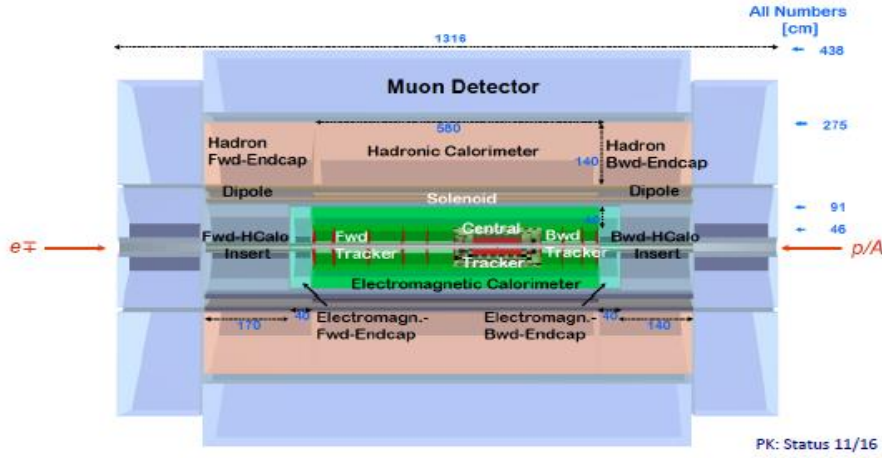 All Numbers
[cm]
1316
438
Muon Detector
580
275
Hadron
Fwd-Endcap
Hadronic Calorimeter
140
Hadron
Bwd-Endcap
Dipole
Solenoid
Dipole
91
40
46
Fwd-HCalo
Insert
Fwd
Tracker
Central
Tracker
Bwd
Tracker
Bwd-HCalo
Insert
e∓
p/A
Electromagnetic Calorimeter
170
40
Electromagn.-
Fwd-Endcap
Electromagn.-
Bwd-Endcap
40
140
PK: Status 11/16